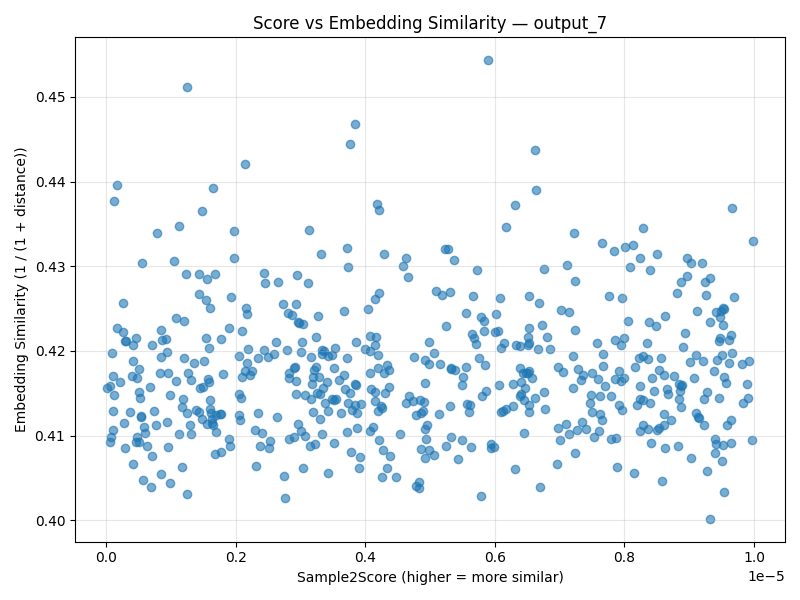 Score vs Embedding Similarity — output_7
Embedding Similarity (1 / (1 + distance))
0.45
0.44
0.43
0.42
0.41
0.40
0.0 0.2 0.4 0.6 0.8 1.0
1e−5
Sample2Score (higher = more similar)